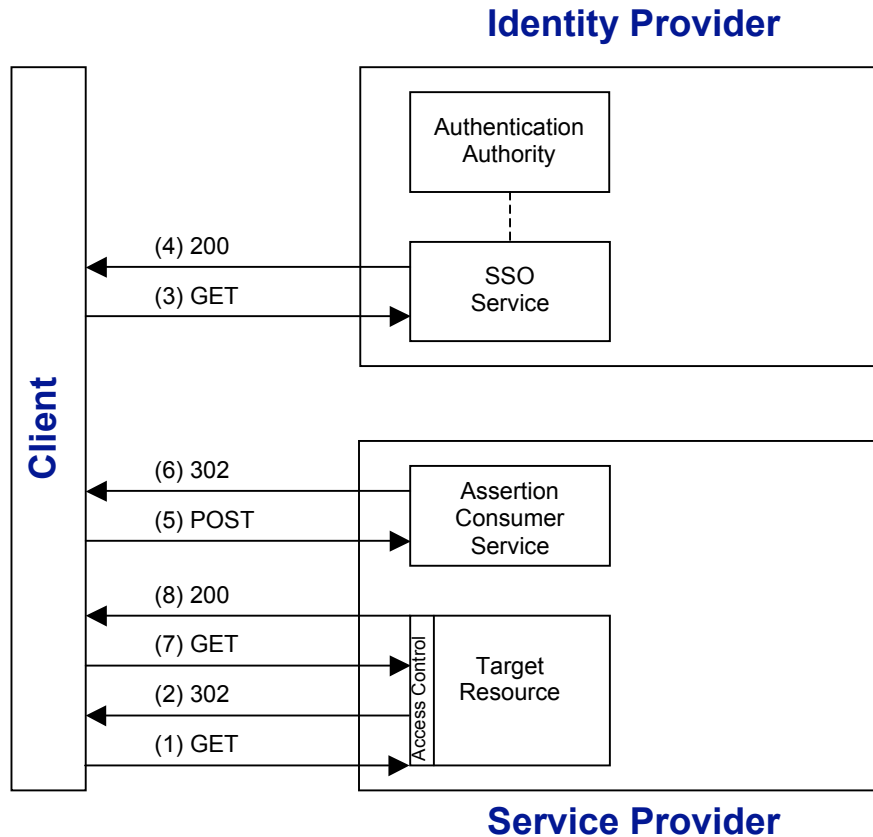 Identity Provider
Authentication
Authority
(4) 200
(3) GET
SSO
Service
Client
(6) 302
(5) POST
Assertion
Consumer
Service
(8) 200
(7) GET
(2) 302
(1) GET
Access Control
Target
Resource
Service Provider